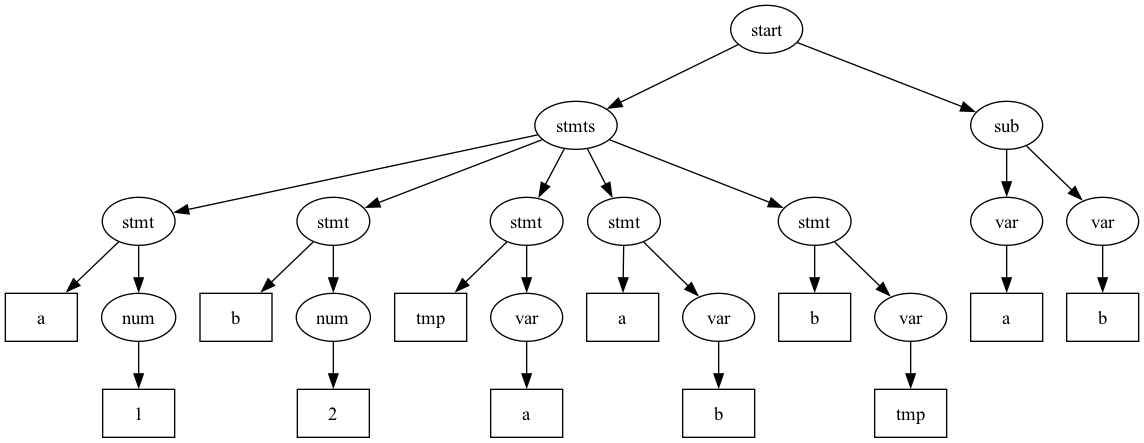 start
stmts sub
stmt stmt stmt stmt stmt var var
a num b num tmp var a var b var a b
1 2 a b tmp